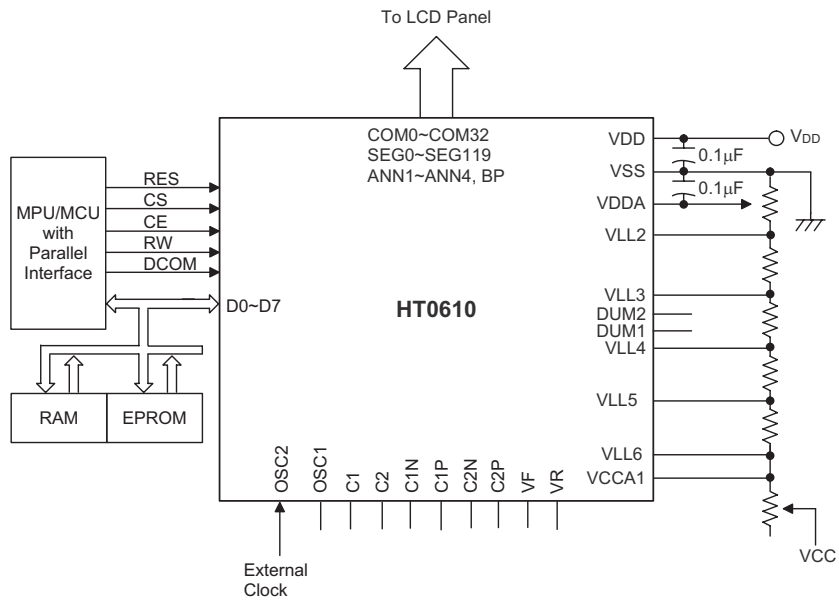 To LCD Panel
COM0~COM32
SEG0~SEG119
ANN1~ANN4, BP
MPU/MCU
with
Parallel
Interface
RES
CS
CE
RW
DCOM
D0~D7
HT0610
RAM
EPROM
VDD
VSS
VDDA
VLL2
VLL3
DUM2
DUM1
VLL4
VLL5
VLL6
VCCA1
VDD
0.1μF
0.1μF
VCC
OSC2
OSC1
C1
C2
C1N
C1P
C2N
C2P
VF
VR
External
Clock